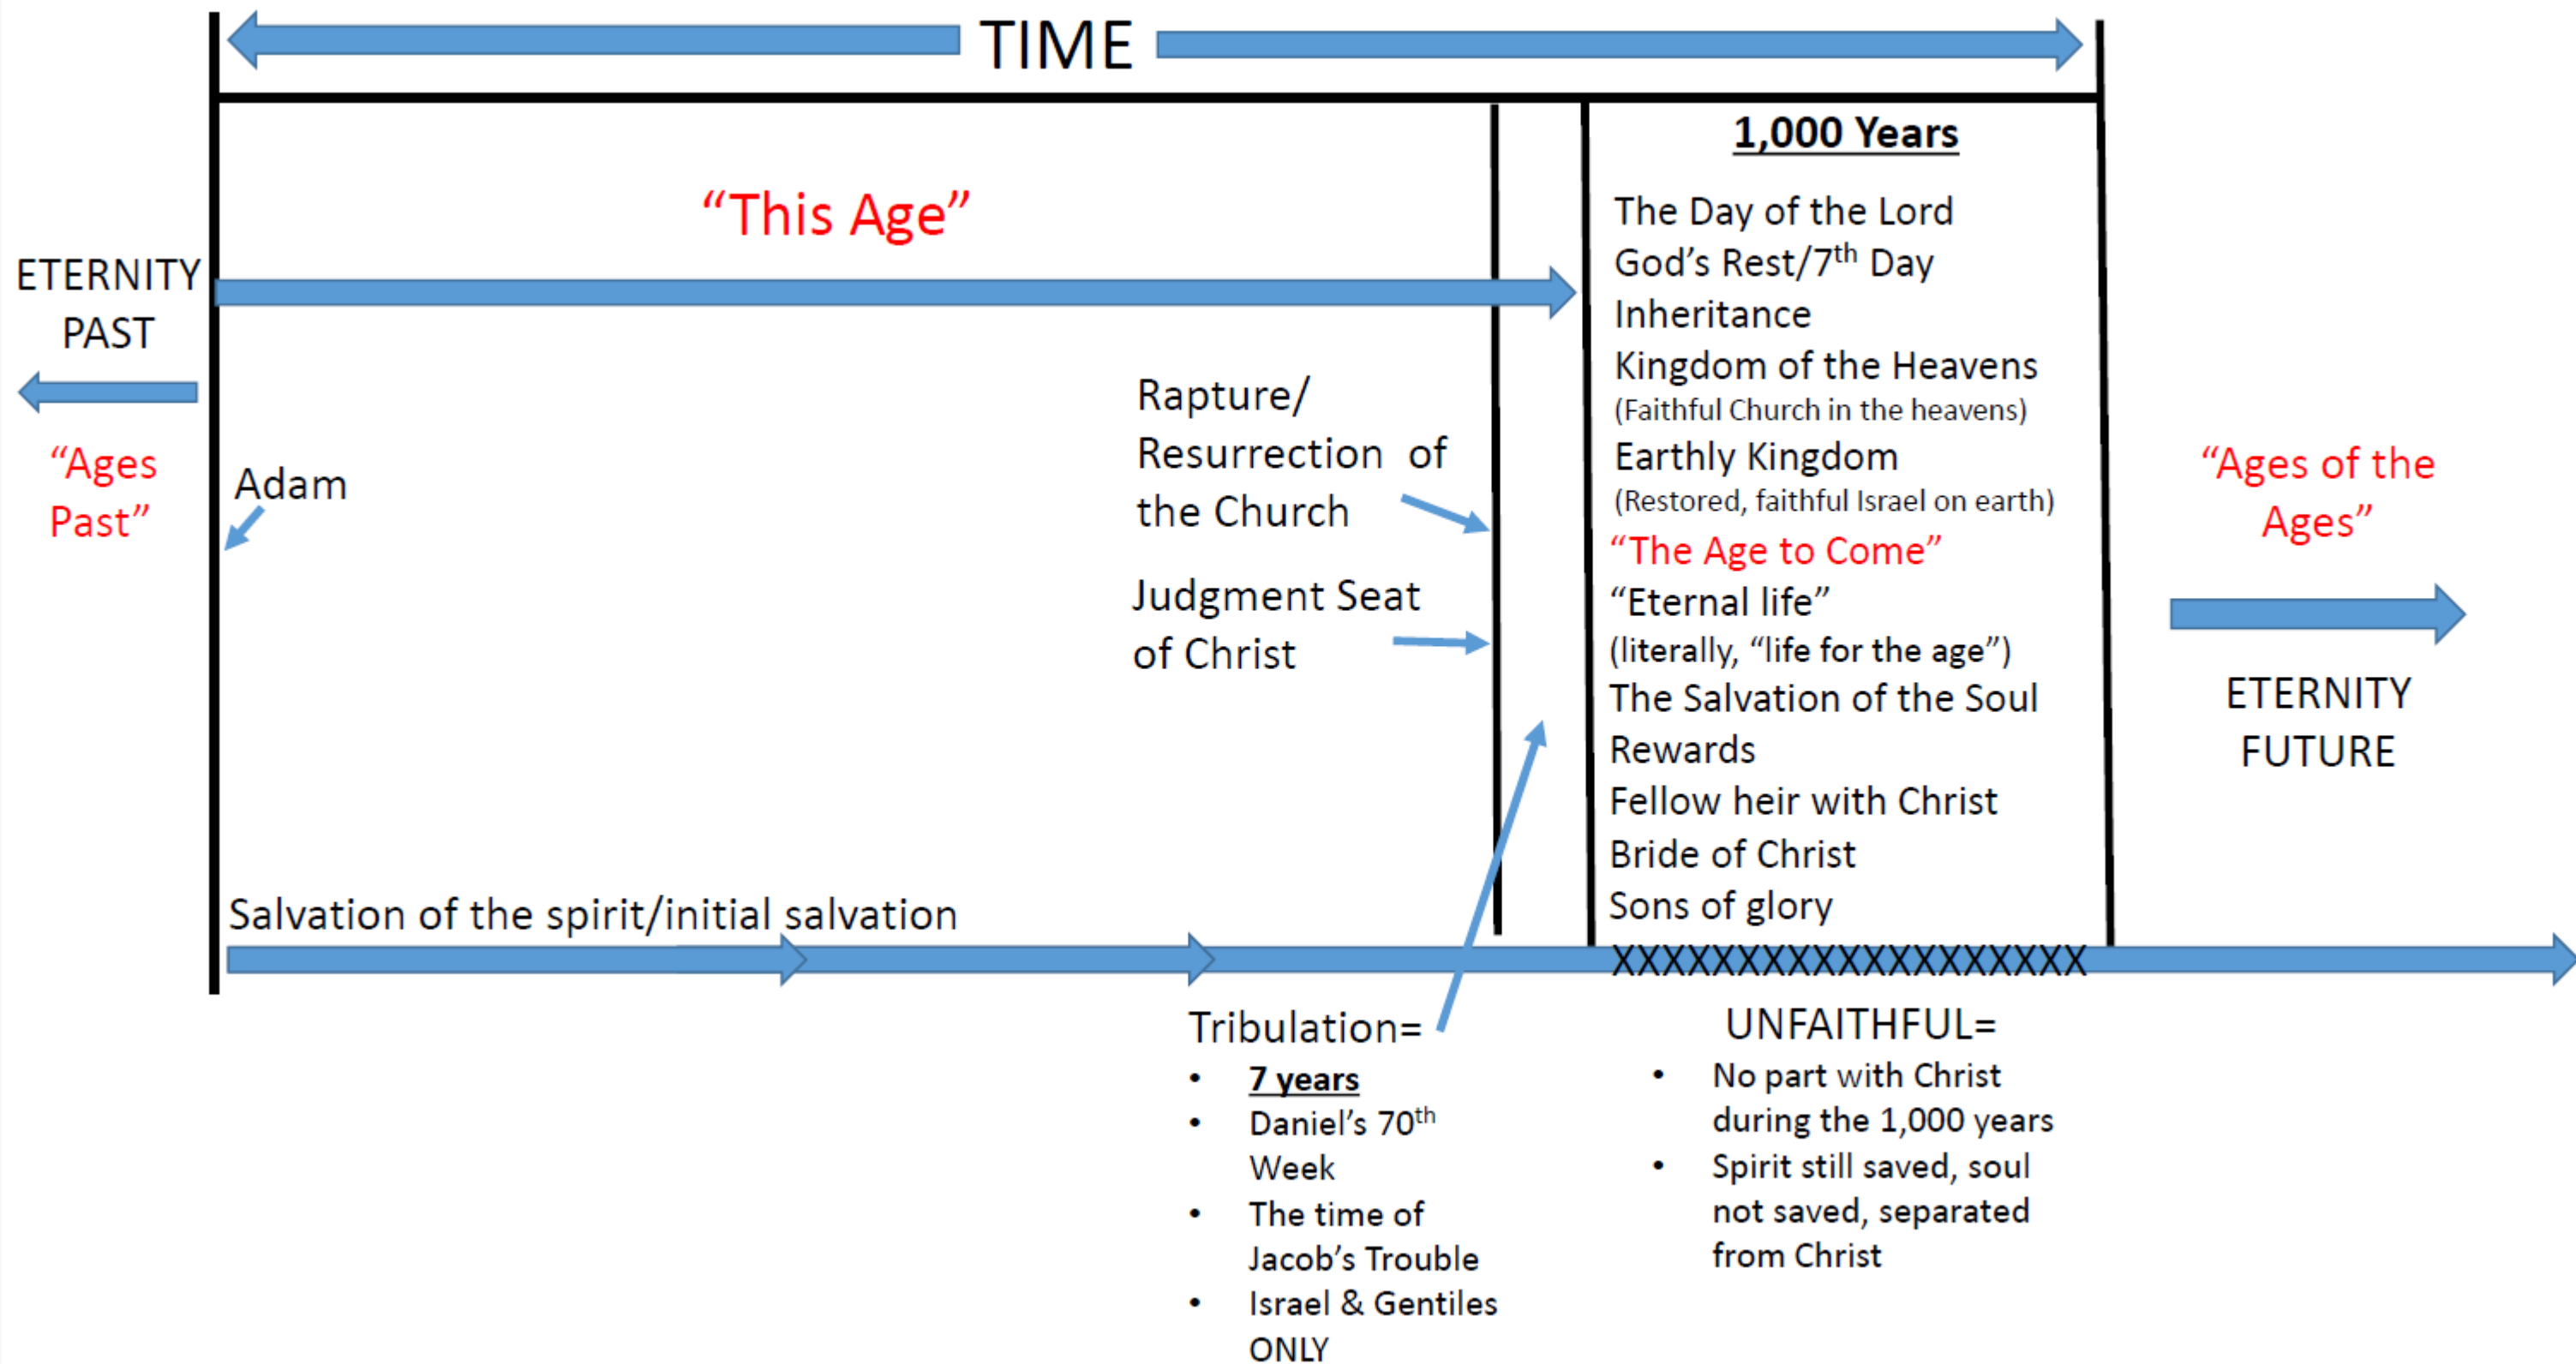 TIME
ETERNITY
PAST
“Ages
Past”
Adam
“This Age”
Rapture/
Resurrection of
the Church
Judgment Seat
of Christ
1,000 Years
The Day of the Lord
God’s Rest/7th Day
Inheritance
Kingdom of the Heavens
(Faithful Church in the heavens)
Earthly Kingdom
(Restored, faithful Israel on earth)
“The Age to Come”
“Eternal life”
(literally, “life for the age”)
The Salvation of the Soul
Rewards
Fellow heir with Christ
Bride of Christ
Sons of glory
“Ages of the
Ages”
ETERNITY
FUTURE
Salvation of the spirit/initial salvation
XXXXXXXXXXXXXXXXXXX
Tribulation=
• 7 years
• Daniel’s 70th
Week
• The time of
Jacob’s Trouble
• Israel & Gentiles
ONLY
UNFAITHFUL=
• No part with Christ
during the 1,000 years
• Spirit still saved, soul
not saved, separated
from Christ